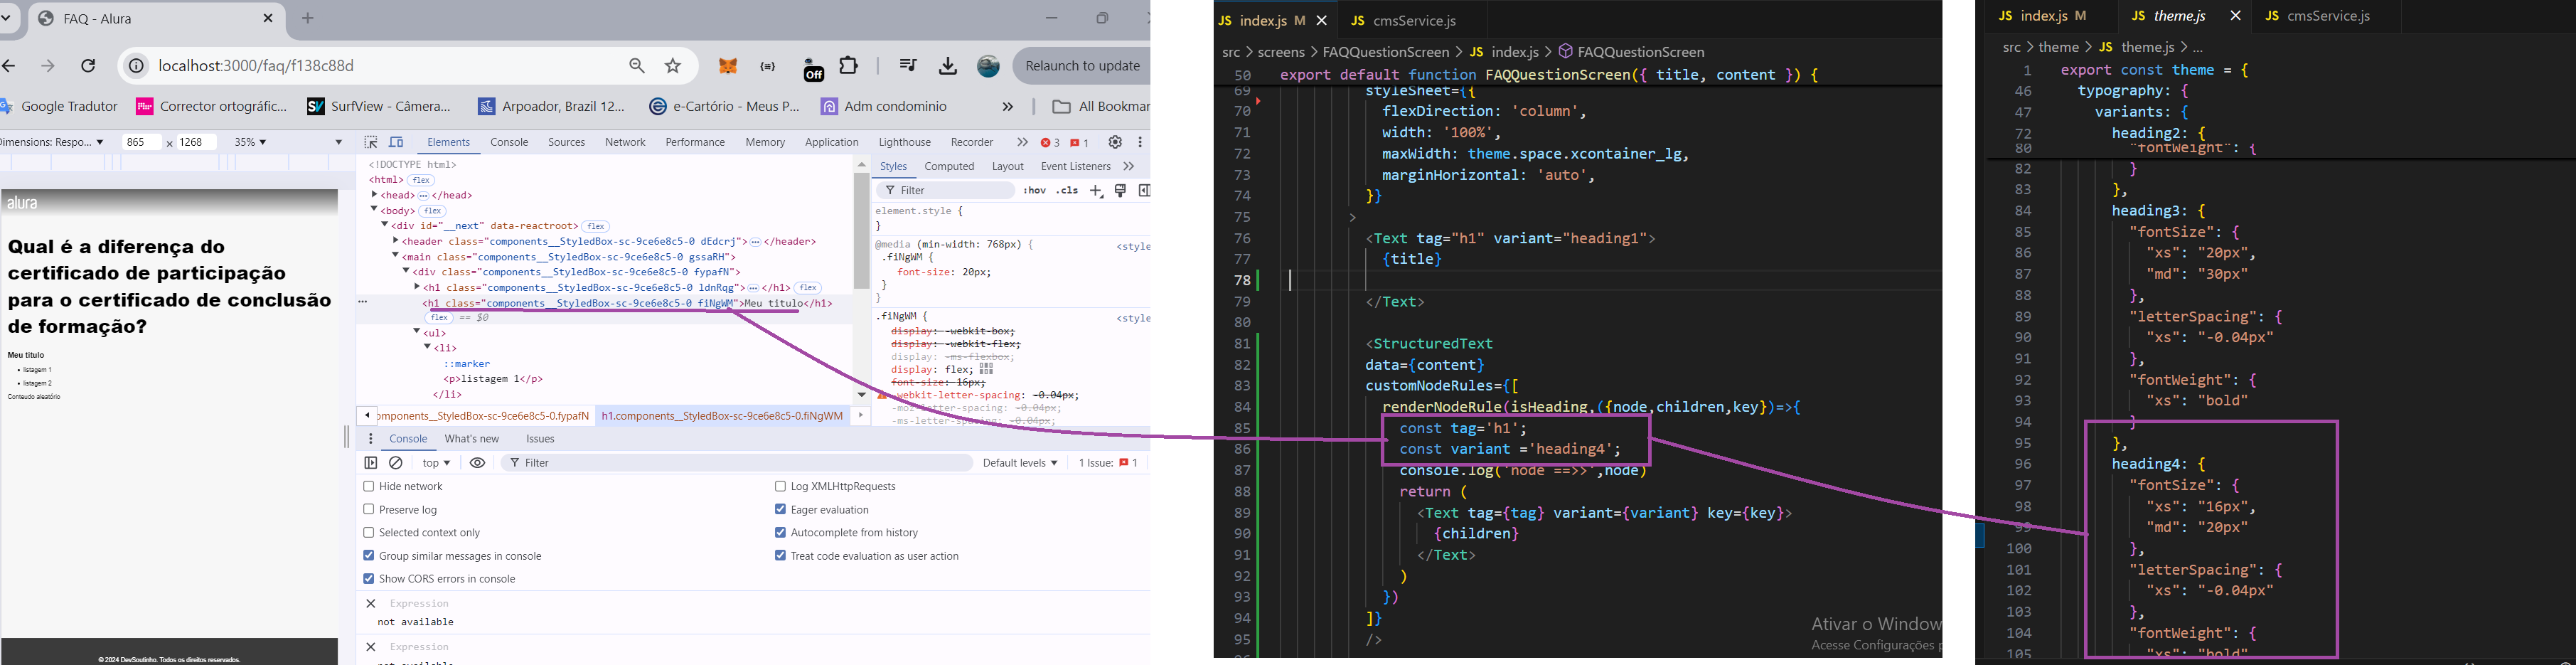 FAQ - Alura
localhost:3000/faq/f138c88d
Off
Relaunch to update
Google Tradutor
Corrector ortográfic...
SurfView - Câmera...
Arpoador, Brazil 12...
e-Cartório - Meus P...
Adm condominio
All Bookmar
Dimensions: Respo...
865 x 1268
35%
Elements Console Sources Network Performance Memory Application Lighthouse Recorder
3 1
alura
Qual é a diferença do
certificado de participação
para o certificado de conclusão
de formação?
Meu titulo
listagem 1
listagem 2
Conteudo aleatório
© 2024 DevSoutinho. Todos os direitos reservados.
<!DOCTYPE html>
<html> flex
<head> ... </head>
<body> flex
<div id="__next" data-reactroot> flex
<header class="components__StyledBox-sc-9ce6e8c5-0 dEdcrj"> ... </header>
<main class="components__StyledBox-sc-9ce6e8c5-0 gssaRH">
<div class="components__StyledBox-sc-9ce6e8c5-0 fypafN">
<h1 class="components__StyledBox-sc-9ce6e8c5-0 ldnRqg"> ... </h1> flex
<h1 class="components__StyledBox-sc-9ce6e8c5-0 fiNgWM">Meu titulo</h1>
flex == $0
<ul>
<li>
::marker
<p>listagem 1</p>
</li>
omponents__StyledBox-sc-9ce6e8c5-0.fypafN h1.components__StyledBox-sc-9ce6e8c5-0.fiNgWM
Styles Computed Layout Event Listeners
Filter :hov .cls
element.style {
}
@media (min-width: 768px) { <style
.fiNgWM {
font-size: 20px;
}
}
.fiNgWM { <style
display: -webkit-box;
display: -webkit-flex;
display: -ms-flexbox;
display: flex;
font-size: 16px;
-webkit-letter-spacing: -0.04px;
-moz-letter-spacing: -0.04px;
-ms-letter-spacing: -0.04px;
Console What's new Issues
top Filter Default levels 1 Issue: 1
Hide network
Log XMLHttpRequests
Preserve log
Eager evaluation
Selected context only
Autocomplete from history
Group similar messages in console
Treat code evaluation as user action
Show CORS errors in console
Expression
not available
Expression
not available
JS index.js M
JS cmsService.js
src > screens > FAQQuestionScreen > JS index.js > FAQQuestionScreen
50 export default function FAQQuestionScreen({ title, content }) {
69 styleSheet={{
70 flexDirection: 'column',
71 width: '100%',
72 maxWidth: theme.space.xcontainer_lg,
73 marginHorizontal: 'auto',
74 }}
75 >
76 <Text tag="h1" variant="heading1">
77 {title}
78
79 </Text>
80
81 <StructuredText
82 data={content}
83 customNodeRules={[
84 renderNodeRule(isHeading,({node,children,key})=>{
85 const tag='h1';
86 const variant ='heading4';
87 console.log('node ==>>',node)
88 return (
89 <Text tag={tag} variant={variant} key={key}>
90 {children}
91 </Text>
92 )
93 })
94 ]}
95 />
Ativar o Window
Acesse Configurações p
JS index.js M
JS theme.js
JS cmsService.js
src > theme > JS theme.js > ...
1 export const theme = {
46 typography: {
47 variants: {
72 heading2: {
80 "fontWeight": {
82 }
83 },
84 heading3: {
85 "fontSize": {
86 "xs": "20px",
87 "md": "30px"
88 },
89 "letterSpacing": {
90 "xs": "-0.04px"
91 },
92 "fontWeight": {
93 "xs": "bold"
94 }
95 },
96 heading4: {
97 "fontSize": {
98 "xs": "16px",
99 "md": "20px"
100 },
101 "letterSpacing": {
102 "xs": "-0.04px"
103 },
104 "fontWeight": {
105 "xs": "bold"